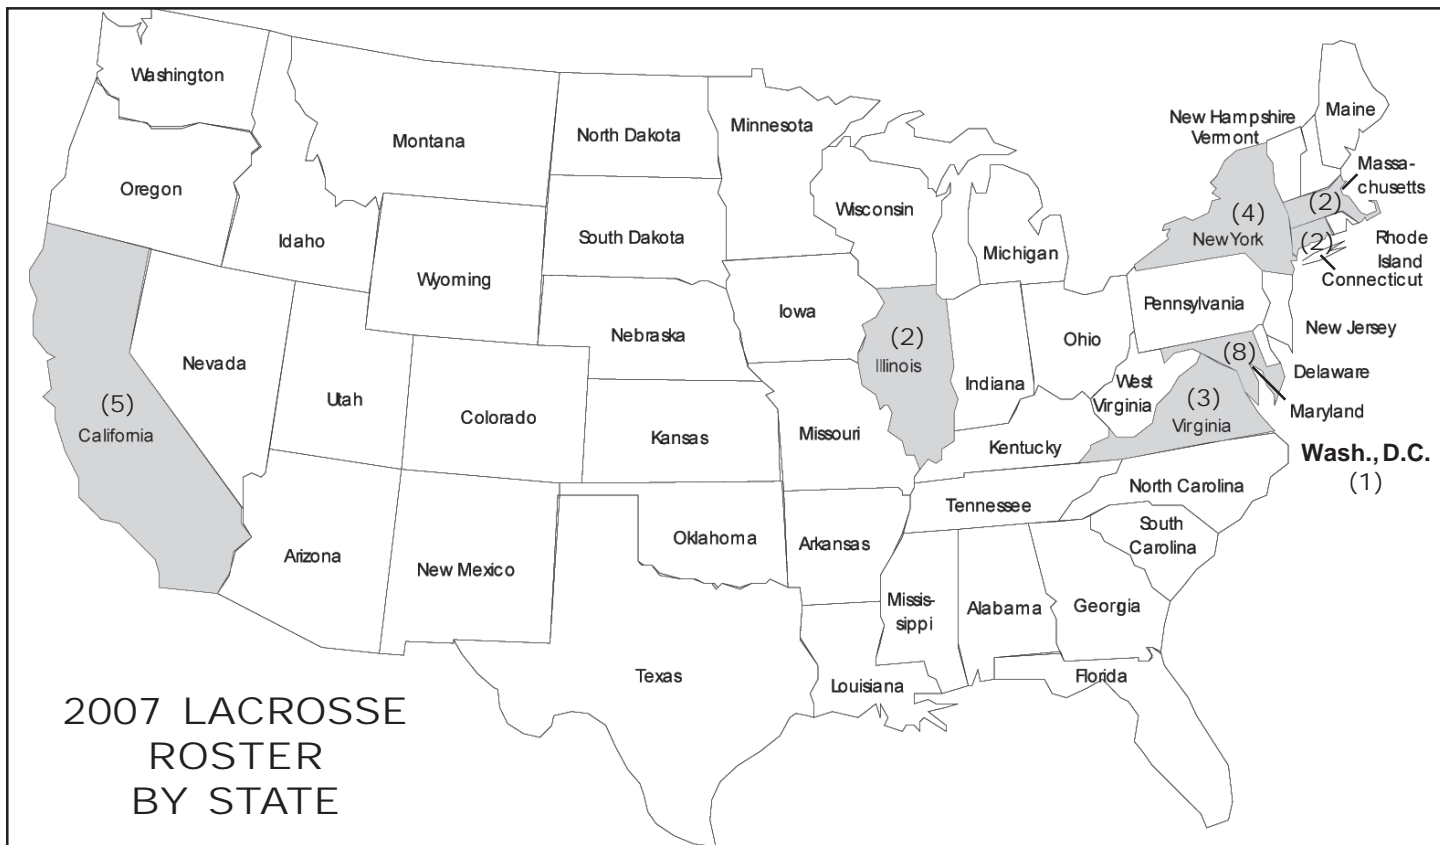 Washington
Montana
North Dakota
Minnesota
New Hampshire
Vermont
Maine
Oregon
Idaho
Wyoming
South Dakota
Wisconsin
Michigan
(4)
New York
(2)
Massa-
chusetts
(2)
Rhode
Island
Connecticut
Nevada
Utah
Colorado
Nebraska
Iowa
(2)
Illinois
Indiana
Ohio
Pennsylvania
New Jersey
(8)
Delaware
Maryland
(5)
California
Kansas
Missouri
Kentucky
West
Virginia
(3)
Virginia
Wash., D.C.
(1)
Arizona
New Mexico
Oklahoma
Arkansas
Tennessee
North Carolina
South
Carolina
Texas
Louisiana
Missis-
sippi
Alabama
Georgia
Florida
2007 LACROSSE
ROSTER
BY STATE